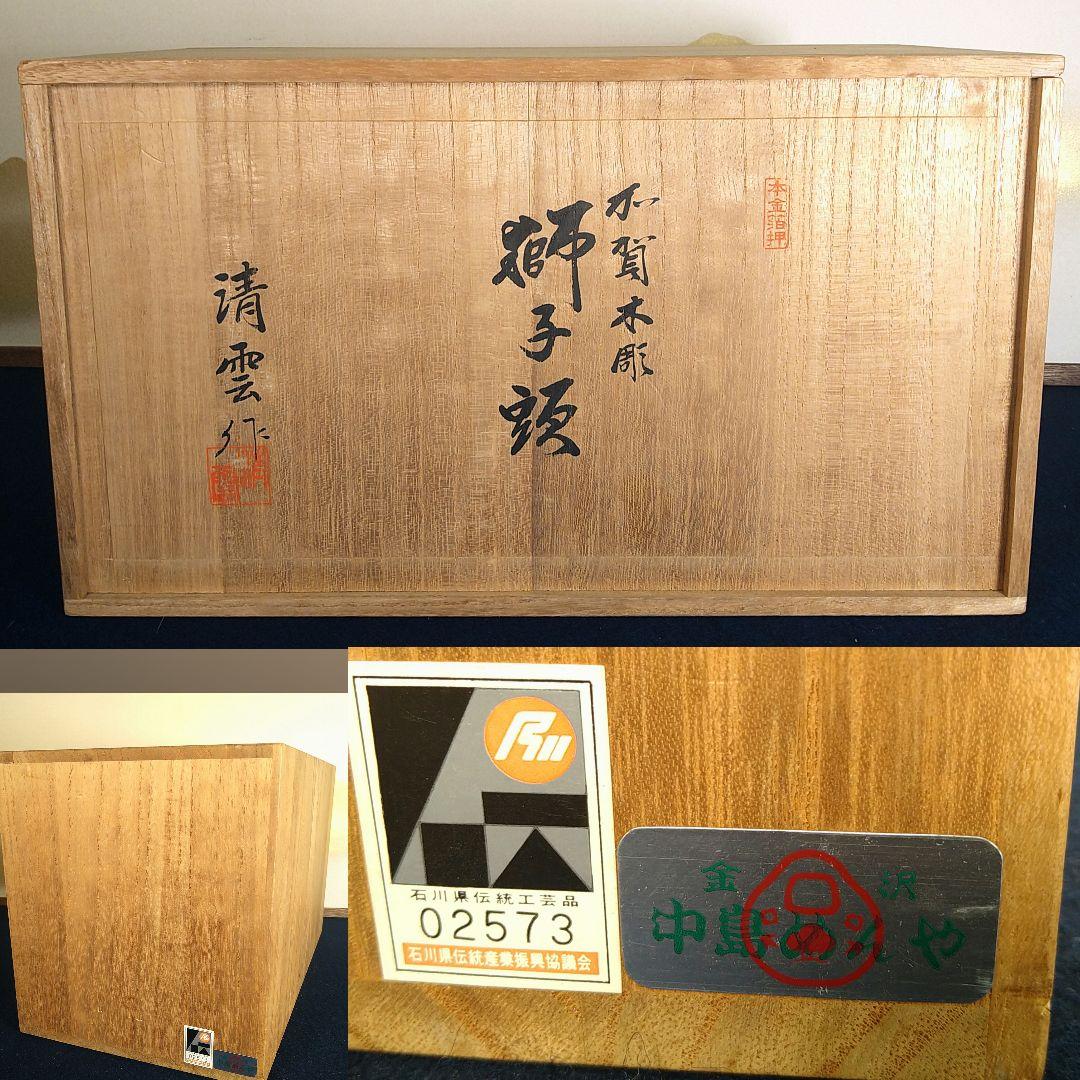 本金箔押
加賀木彫
獅子頭
清雲作
石川県伝統工芸品
02573
石川県伝統産業振興協議会
金沢
中島めんや